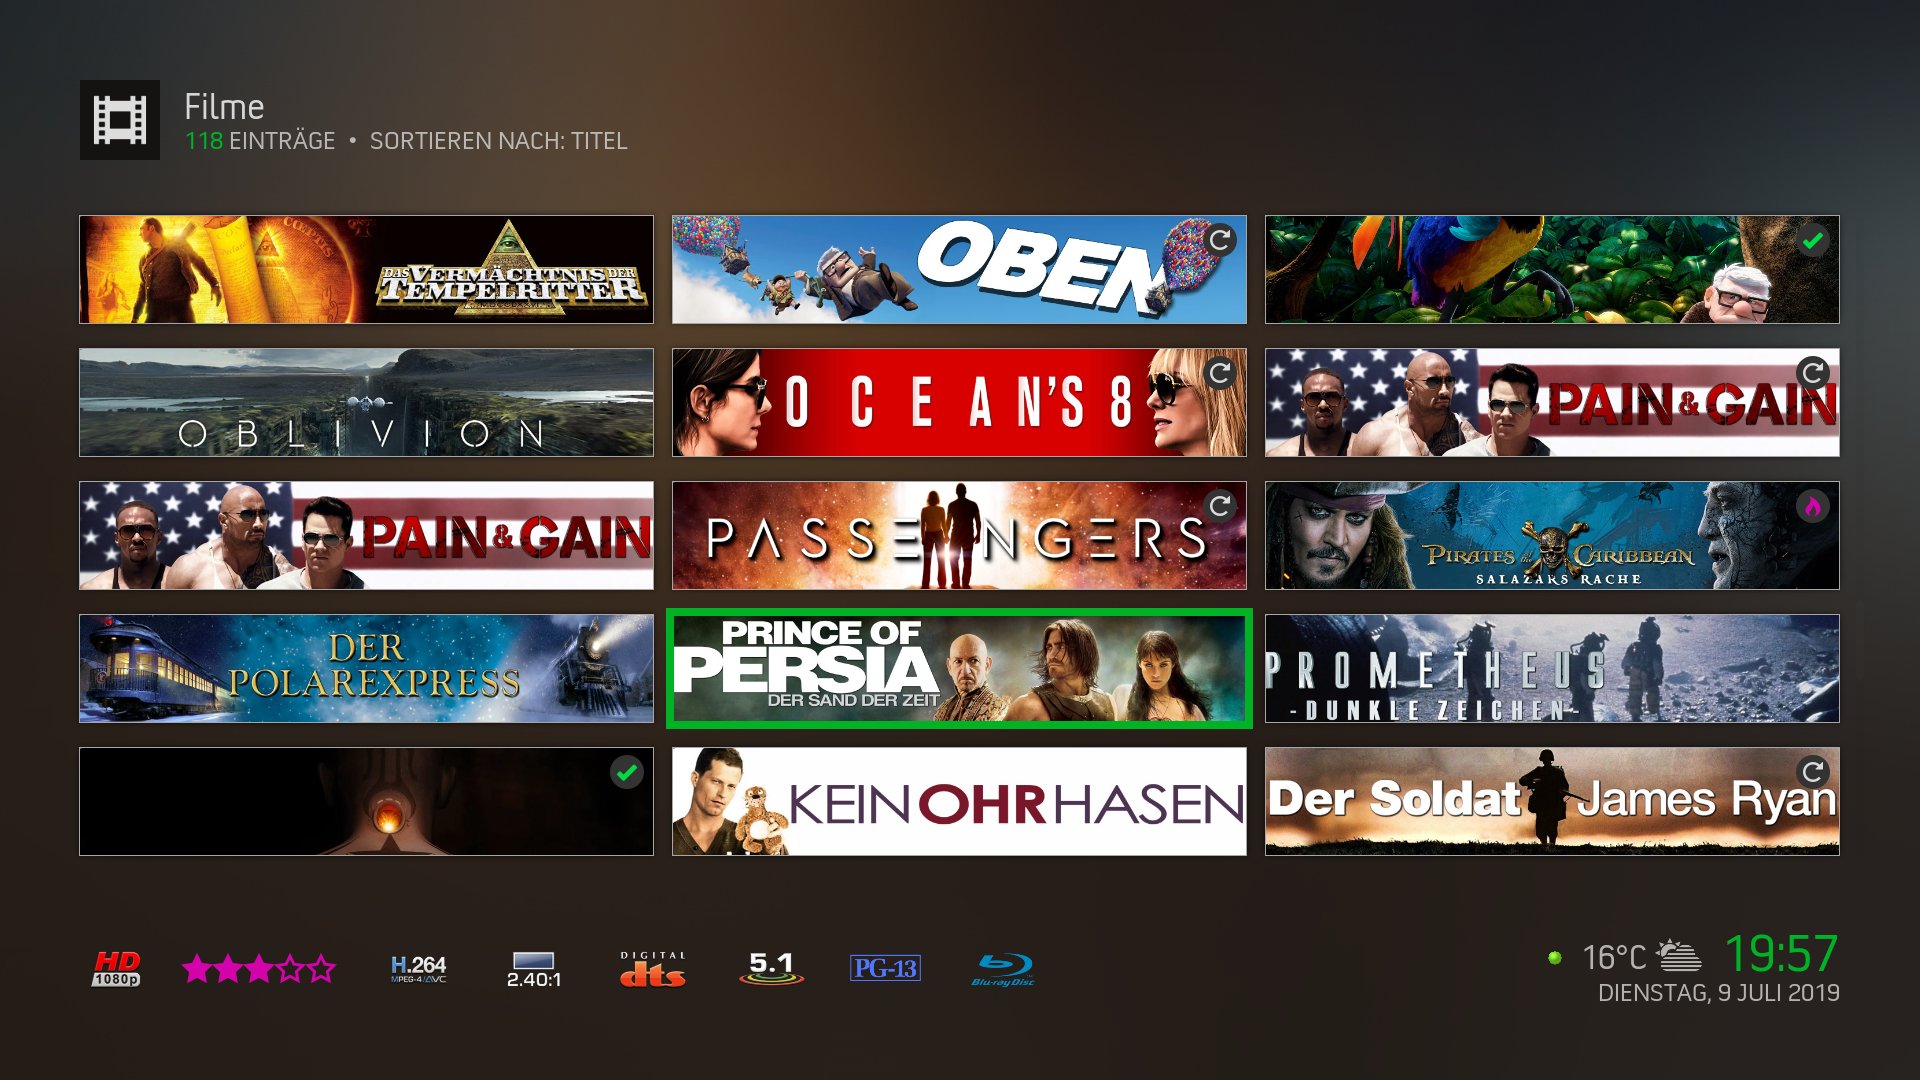 Filme
118 EINTRÄGE • SORTIEREN NACH: TITEL
DAS VERMÄCHTNIS DER
TEMPELRITTER
OBEN
OBLIVION
OCEAN'S 8
PAIN & GAIN
PAIN & GAIN
PASSENGERS
PIRATES of the CARIBBEAN
SALAZARS RACHE
DER
POLAREXPRESS
PRINCE OF
PERSIA
DER SAND DER ZEIT
PROMETHEUS
-DUNKLE ZEICHEN-
KEINOHRHASEN
Der Soldat James Ryan
HD
1080p
H.264
MPEG-4/AVC
2.40:1
DIGITAL
dts
5.1
PG-13
Blu-ray Disc
16°C
19:57
DIENSTAG, 9 JULI 2019